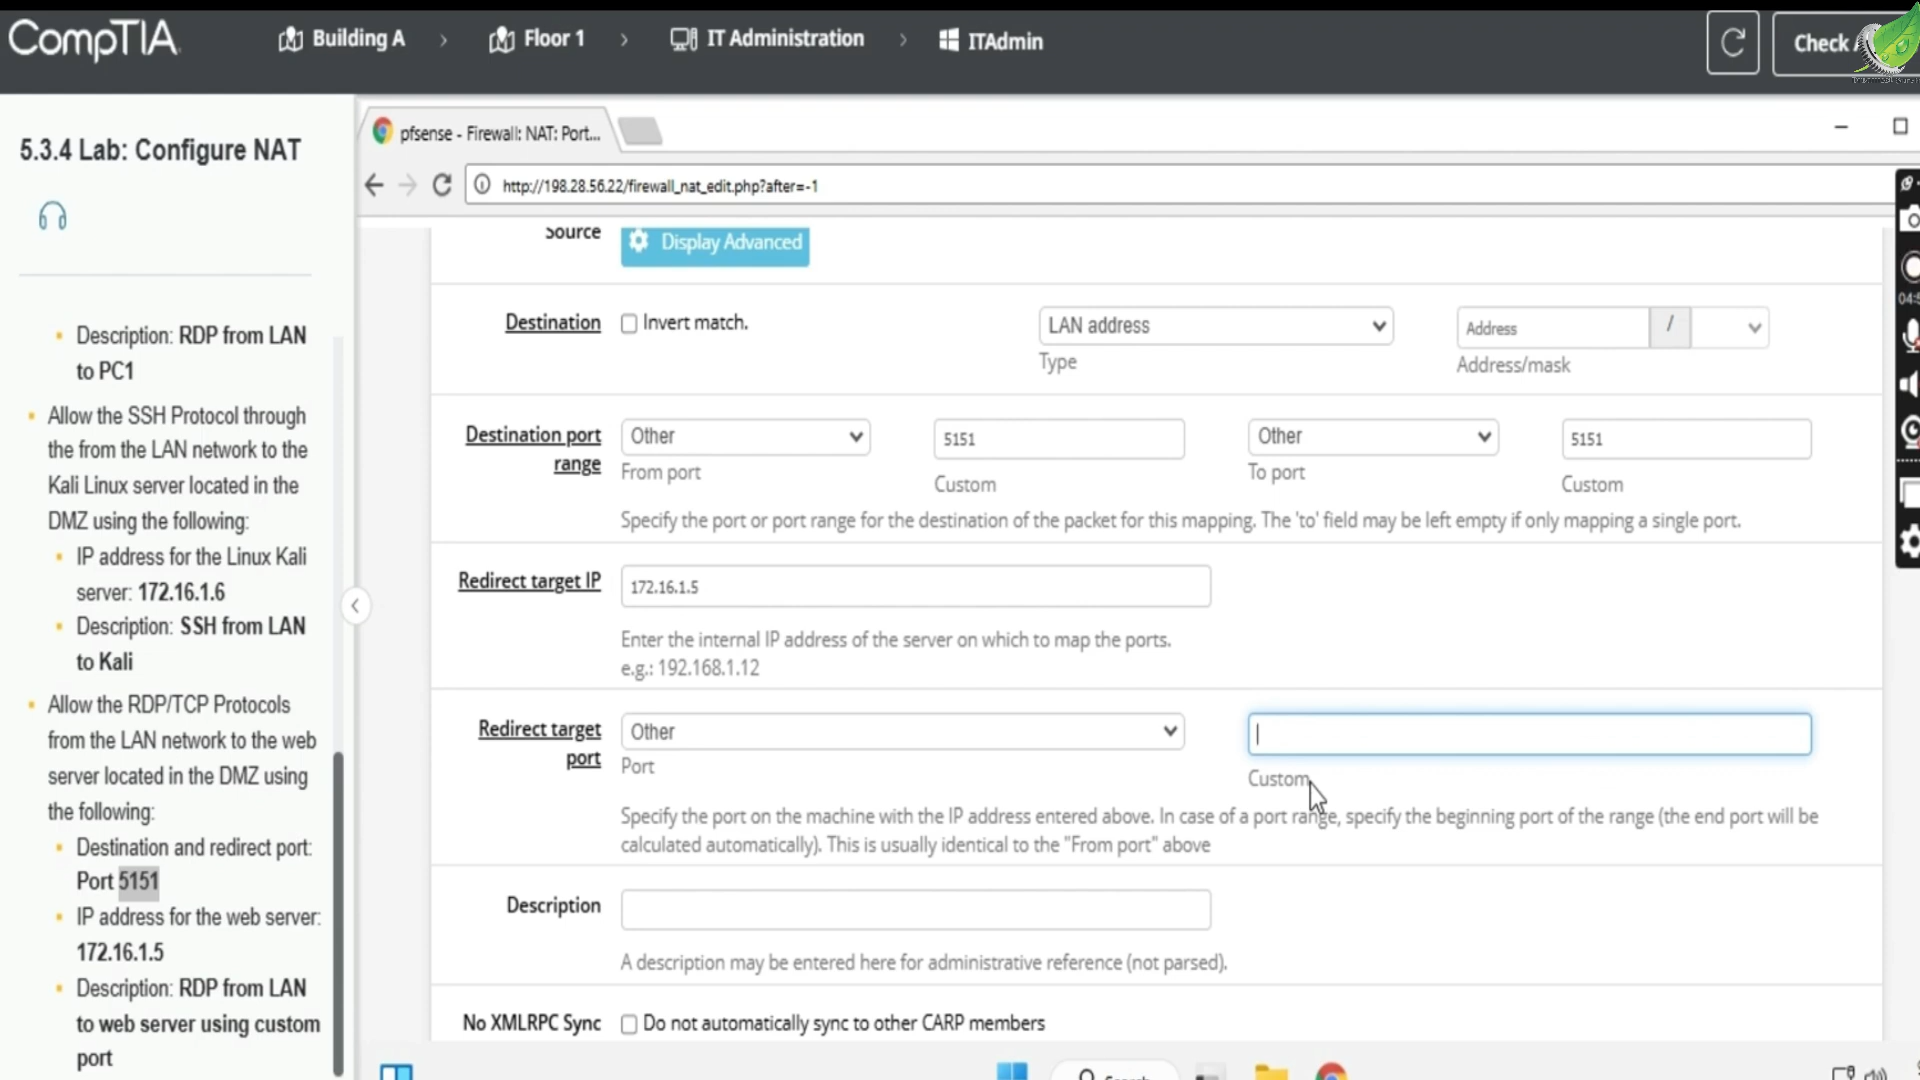 CompTIA
Building A > Floor 1 > IT Administration > ITAdmin
Check
5.3.4 Lab: Configure NAT
Description: RDP from LAN
to PC1
Allow the SSH Protocol through
the from the LAN network to the
Kali Linux server located in the
DMZ using the following:
IP address for the Linux Kali
server: 172.16.1.6
Description: SSH from LAN
to Kali
Allow the RDP/TCP Protocols
from the LAN network to the web
server located in the DMZ using
the following:
Destination and redirect port:
Port 5151
IP address for the web server:
172.16.1.5
Description: RDP from LAN
to web server using custom
port
pfsense - Firewall: NAT: Port...
http://198.28.56.22/firewall_nat_edit.php?after=-1
Source
Display Advanced
Destination
Invert match.
LAN address
Type
Address
/
Address/mask
Destination port
range
Other
From port
5151
Custom
Other
To port
5151
Custom
Specify the port or port range for the destination of the packet for this mapping. The 'to' field may be left empty if only mapping a single port.
Redirect target IP
172.16.1.5
Enter the internal IP address of the server on which to map the ports.
e.g.: 192.168.1.12
Redirect target
port
Other
Port
Custom
Specify the port on the machine with the IP address entered above. In case of a port range, specify the beginning port of the range (the end port will be
calculated automatically). This is usually identical to the "From port" above
Description
A description may be entered here for administrative reference (not parsed).
No XMLRPC Sync
Do not automatically sync to other CARP members